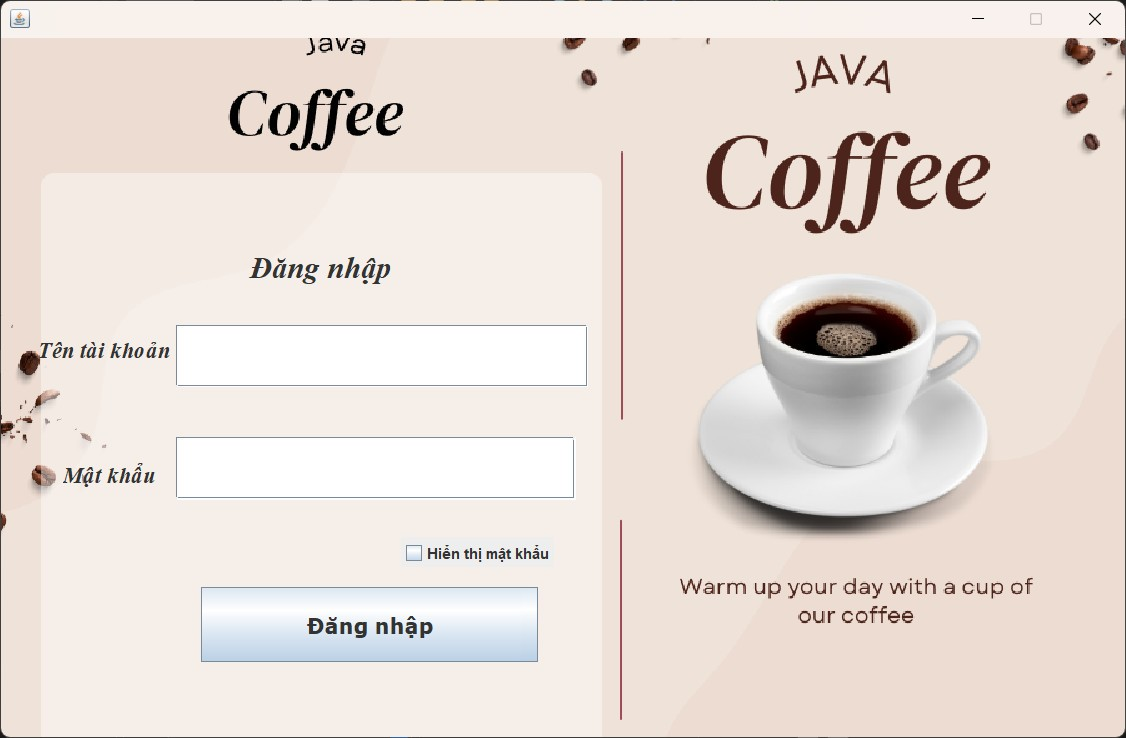 Java
Coffee
Đăng nhập
Tên tài khoản
Mật khẩu
Hiển thị mật khẩu
Đăng nhập
JAVA
Coffee
Warm up your day with a cup of
our coffee